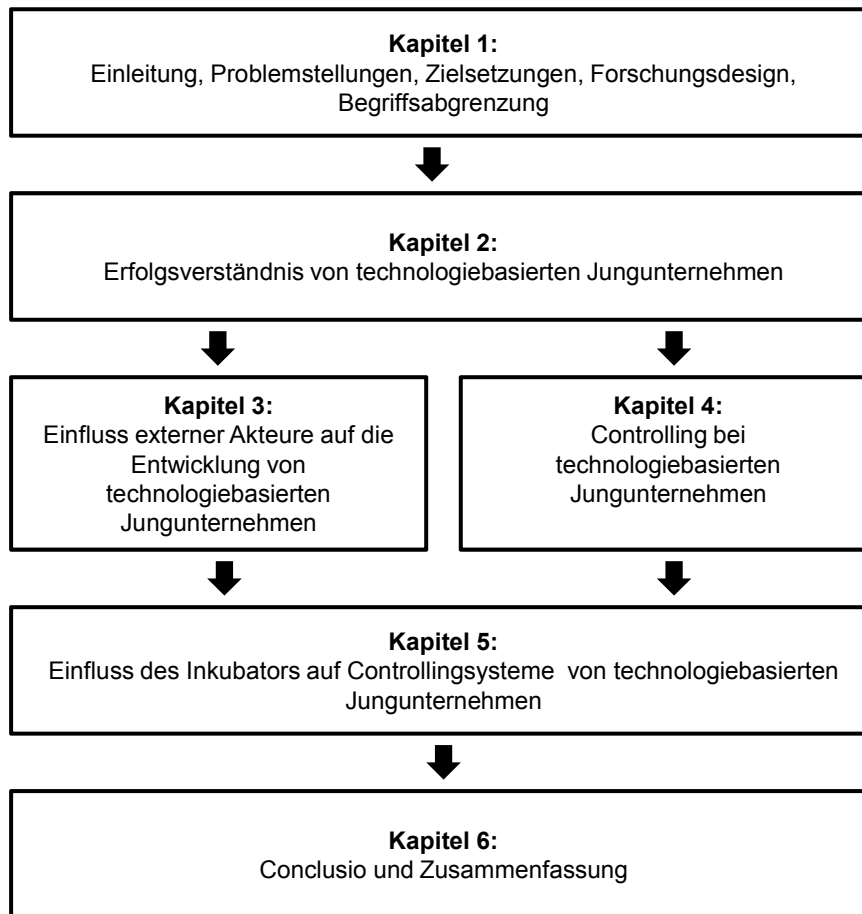 Kapitel 1:
Einleitung, Problemstellungen, Zielsetzungen, Forschungsdesign,
Begriffsabgrenzung
Kapitel 2:
Erfolgsverständnis von technologiebasierten Jungunternehmen
Kapitel 3:
Einfluss externer Akteure auf die
Entwicklung von
technologiebasierten
Jungunternehmen
Kapitel 4:
Controlling bei
technologiebasierten
Jungunternehmen
Kapitel 5:
Einfluss des Inkubators auf Controllingsysteme von technologiebasierten
Jungunternehmen
Kapitel 6:
Conclusio und Zusammenfassung